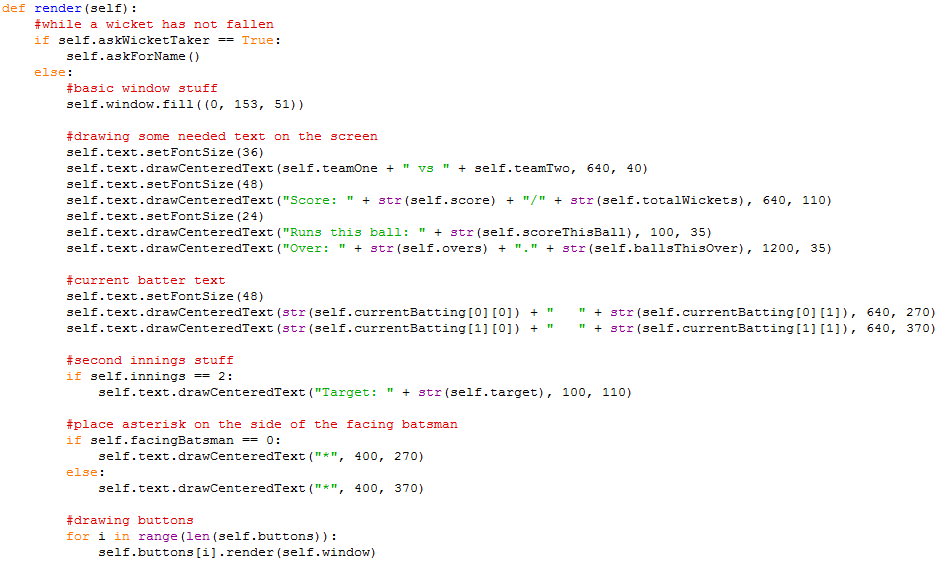 def render(self):
    #while a wicket has not fallen
    if self.askWicketTaker == True:
        self.askForName()
    else:
        #basic window stuff
        self.window.fill((0, 153, 51))

        #drawing some needed text on the screen
        self.text.setFontSize(36)
        self.text.drawCenteredText(self.teamOne + " vs " + self.teamTwo, 640, 40)
        self.text.setFontSize(48)
        self.text.drawCenteredText("Score: " + str(self.score) + "/" + str(self.totalWickets), 640, 110)
        self.text.setFontSize(24)
        self.text.drawCenteredText("Runs this ball: " + str(self.scoreThisBall), 100, 35)
        self.text.drawCenteredText("Over: " + str(self.overs) + "." + str(self.ballsThisOver), 1200, 35)

        #current batter text
        self.text.setFontSize(48)
        self.text.drawCenteredText(str(self.currentBatting[0][0]) + "   " + str(self.currentBatting[0][1]), 640, 270)
        self.text.drawCenteredText(str(self.currentBatting[1][0]) + "   " + str(self.currentBatting[1][1]), 640, 370)

        #second innings stuff
        if self.innings == 2:
            self.text.drawCenteredText("Target: " + str(self.target), 100, 110)

        #place asterisk on the side of the facing batsman
        if self.facingBatsman == 0:
            self.text.drawCenteredText("*", 400, 270)
        else:
            self.text.drawCenteredText("*", 400, 370)

        #drawing buttons
        for i in range(len(self.buttons)):
            self.buttons[i].render(self.window)